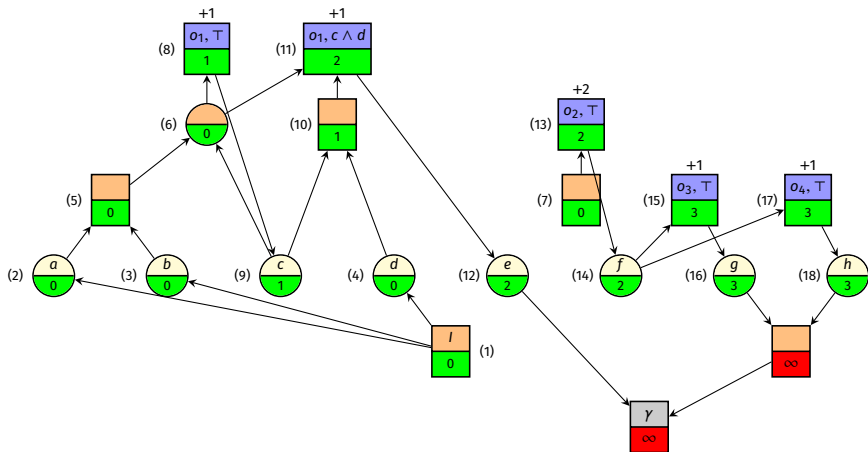 +1 +1
(8) o₁, ⊤ (11) o₁, c ∧ d
1 2
+2
(13) o₂, ⊤
2
(6) 0 (10) 1
+1 +1
(5) 0 (7) 0 (15) o₃, ⊤ (17) o₄, ⊤
3 3
(2) a (3) b (9) c (4) d (12) e (14) f (16) g (18) h
0 0 1 0 2 2 3 3
I (1)
0 ∞
γ
∞